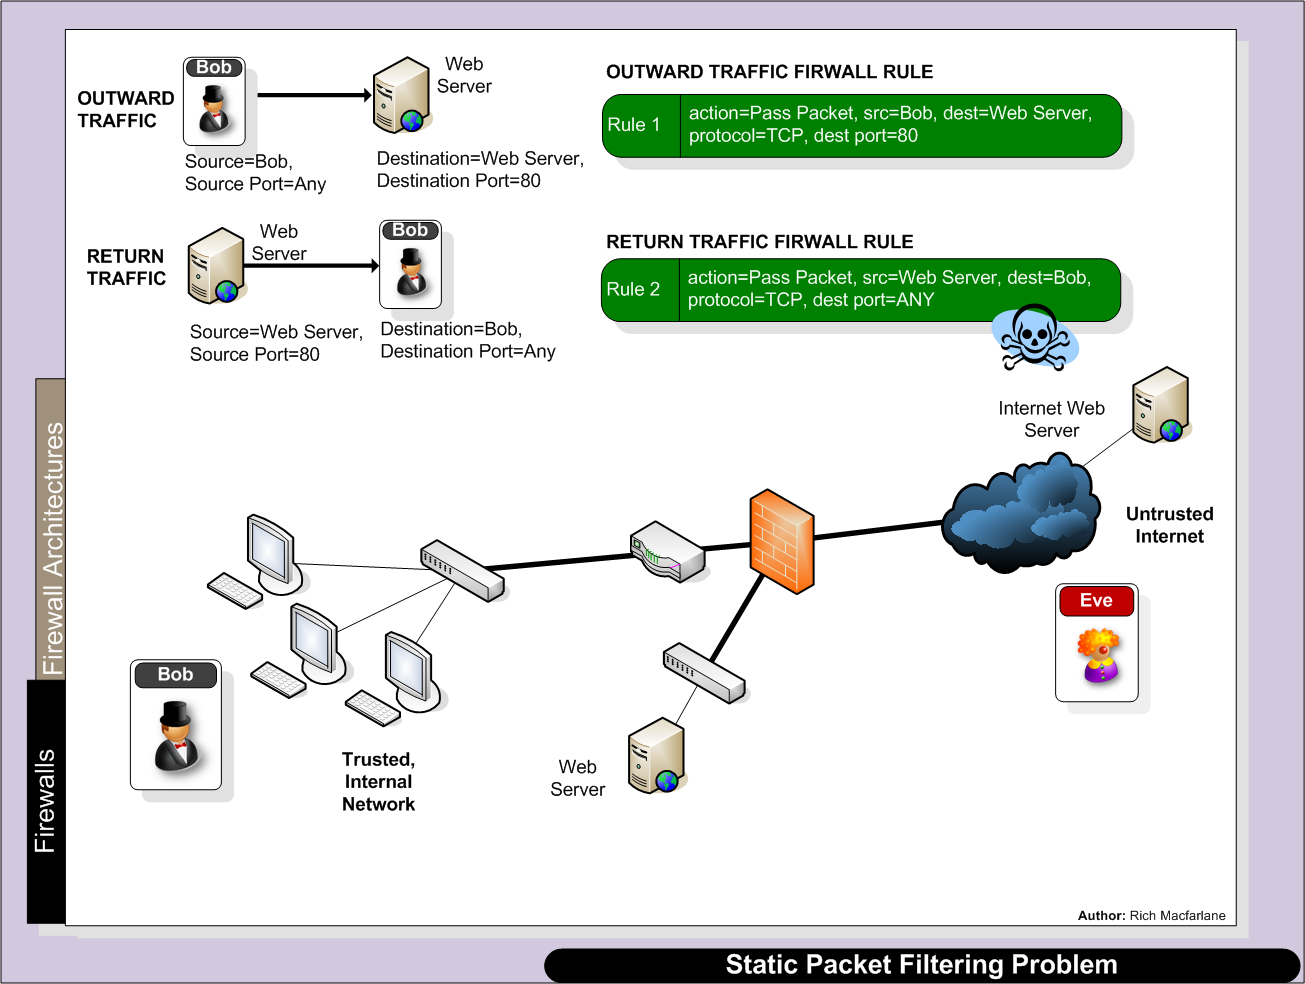 OUTWARD
TRAFFIC
Bob
Source=Bob,
Source Port=Any
Web
Server
Destination=Web Server,
Destination Port=80
OUTWARD TRAFFIC FIRWALL RULE
Rule 1
action=Pass Packet, src=Bob, dest=Web Server,
protocol=TCP, dest port=80
RETURN
TRAFFIC
Web
Server
Source=Web Server,
Source Port=80
Bob
Destination=Bob,
Destination Port=Any
RETURN TRAFFIC FIRWALL RULE
Rule 2
action=Pass Packet, src=Web Server, dest=Bob,
protocol=TCP, dest port=ANY
Internet Web
Server
Untrusted
Internet
Eve
Bob
Trusted,
Internal
Network
Web
Server
Firewall Architectures
Firewalls
Author: Rich Macfarlane
Static Packet Filtering Problem